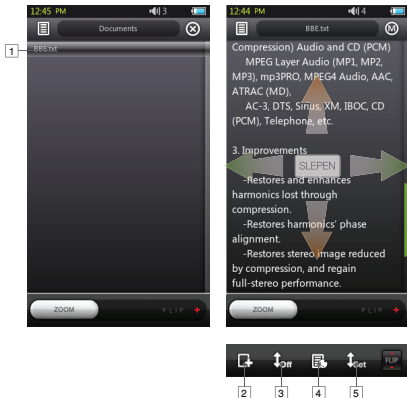 12:45 PM 3
Documents
1
...BBE.txt
ZOOM FLIP +
12:44 PM 4
BBE.txt M
Compression) Audio and CD (PCM)
MPEG Layer Audio (MP1, MP2,
MP3), mp3PRO, MPEG4 Audio, AAC,
ATRAC (MD),
AC-3, DTS, Sirius, XM, IBOC, CD
(PCM), Telephone, etc.
3. Improvements
SLEPEN
-Restores and enhances
harmonics lost through
compression.
-Restores harmonics' phase
alignment.
-Restores stereo image reduced
by compression, and regain
full-stereo performance.
ZOOM FLIP +
Off Get FLIP
2 3 4 5